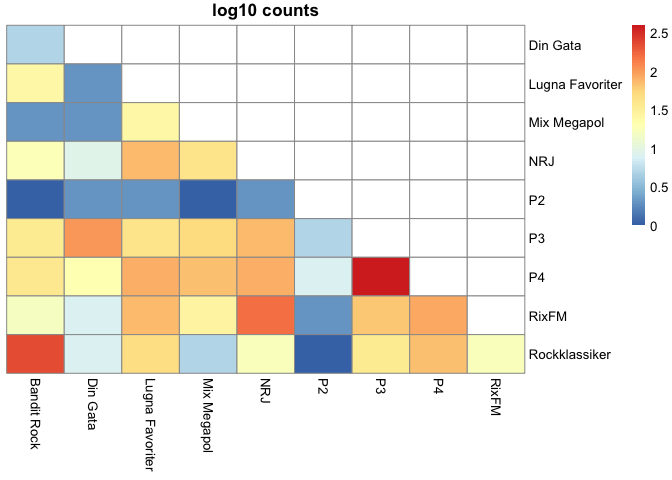 log10 counts
Din Gata
Lugna Favoriter
Mix Megapol
NRJ
P2
P3
P4
RixFM
Rockklassiker
Bandit Rock
Din Gata
Lugna Favoriter
Mix Megapol
NRJ
P2
P3
P4
RixFM
2.5
2
1.5
1
0.5
0